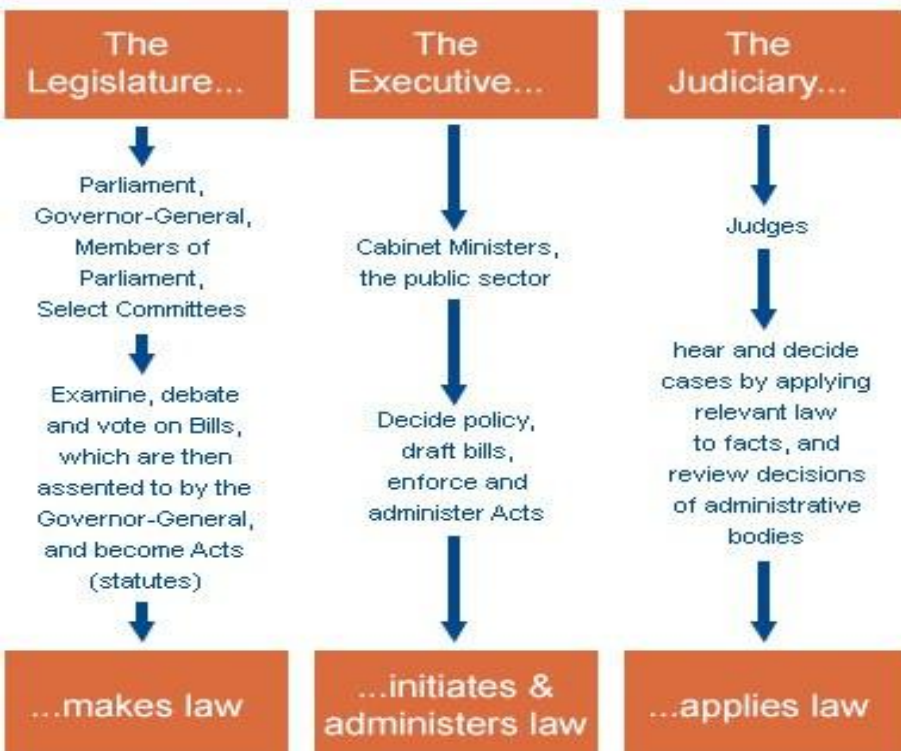 The
Legislature...
Parliament,
Governor-General,
Members of
Parliament,
Select Committees
Examine, debate
and vote on Bills,
which are then
assented to by the
Governor-General,
and become Acts
(statutes)
...makes law
The
Executive...
Cabinet Ministers,
the public sector
Decide policy,
draft bills,
enforce and
administer Acts
...initiates &
administers law
The
Judiciary...
Judges
hear and decide
cases by applying
relevant law
to facts, and
review decisions
of administrative
bodies
...applies law